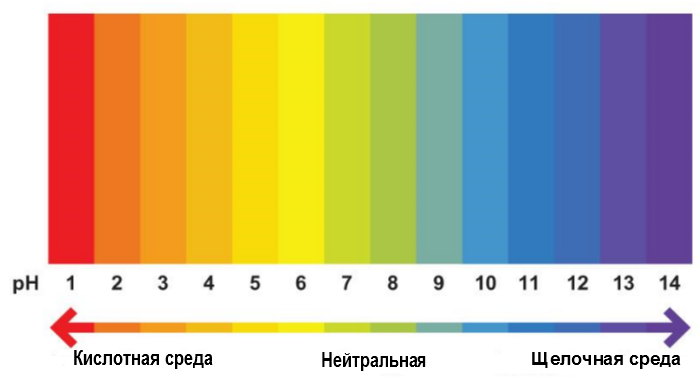 pH 1 2 3 4 5 6 7 8 9 10 11 12 13 14
Кислотная среда Нейтральная Щелочная среда